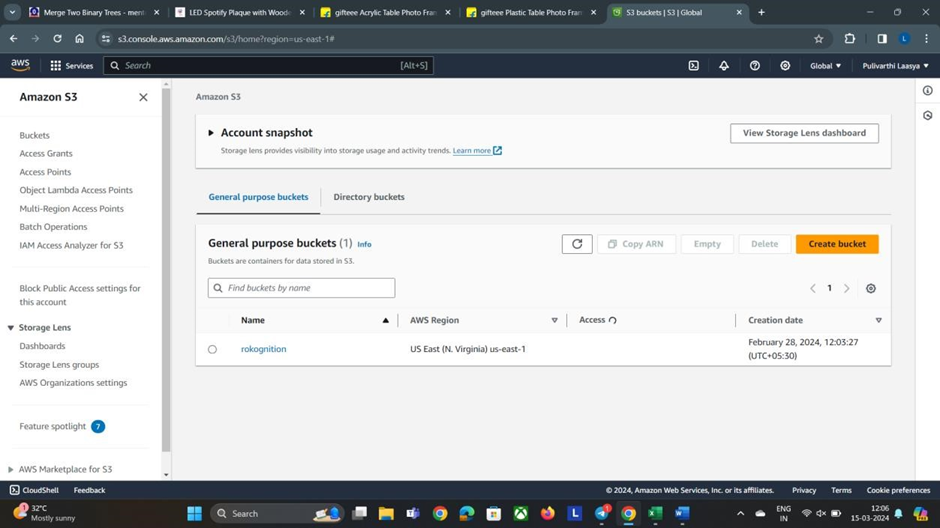 Merge Two Binary Trees - men
LED Spotify Plaque with Woode
gifteee Acrylic Table Photo Fram
gifteee Plastic Table Photo Fram
S3 buckets | S3 | Global
s3.console.aws.amazon.com/s3/home?region=us-east-1#
L
aws
Services
Search
[Alt+S]
Global
Pulivarthi Laasya
Amazon S3
Buckets
Access Grants
Access Points
Object Lambda Access Points
Multi-Region Access Points
Batch Operations
IAM Access Analyzer for S3
Block Public Access settings for
this account
Storage Lens
Dashboards
Storage Lens groups
AWS Organizations settings
Feature spotlight 7
AWS Marketplace for S3
Amazon S3
Account snapshot
View Storage Lens dashboard
Storage lens provides visibility into storage usage and activity trends. Learn more
General purpose buckets
Directory buckets
General purpose buckets (1) Info
Copy ARN
Empty
Delete
Create bucket
Buckets are containers for data stored in S3.
Find buckets by name
1
Name
AWS Region
Access
Creation date
rokognition
US East (N. Virginia) us-east-1
February 28, 2024, 12:03:27
(UTC+05:30)
CloudShell
Feedback
© 2024, Amazon Web Services, Inc. or its affiliates.
Privacy
Terms
Cookie preferences
32°C
Mostly sunny
Search
ENG
IN
12:06
15-03-2024